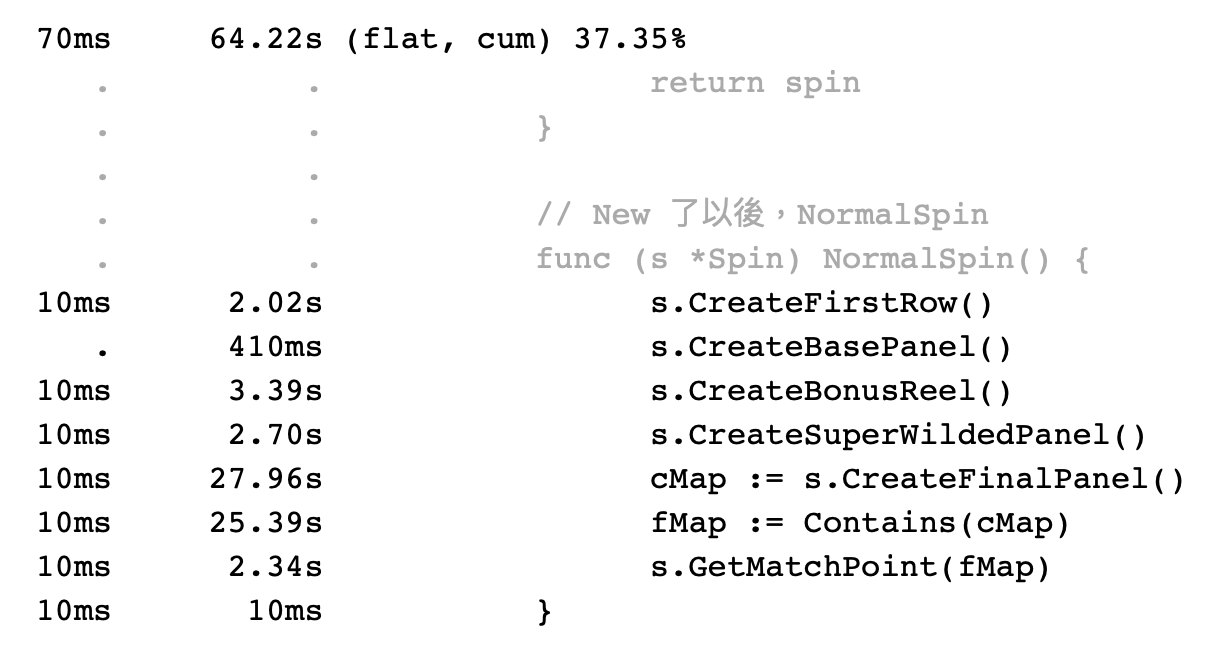 70ms 64.22s (flat, cum) 37.35%
. . return spin
. . }
. .
. . // New 了以後，NormalSpin
. . func (s *Spin) NormalSpin() {
10ms 2.02s s.CreateFirstRow()
. 410ms s.CreateBasePanel()
10ms 3.39s s.CreateBonusReel()
10ms 2.70s s.CreateSuperWildedPanel()
10ms 27.96s cMap := s.CreateFinalPanel()
10ms 25.39s fMap := Contains(cMap)
10ms 2.34s s.GetMatchPoint(fMap)
10ms 10ms }